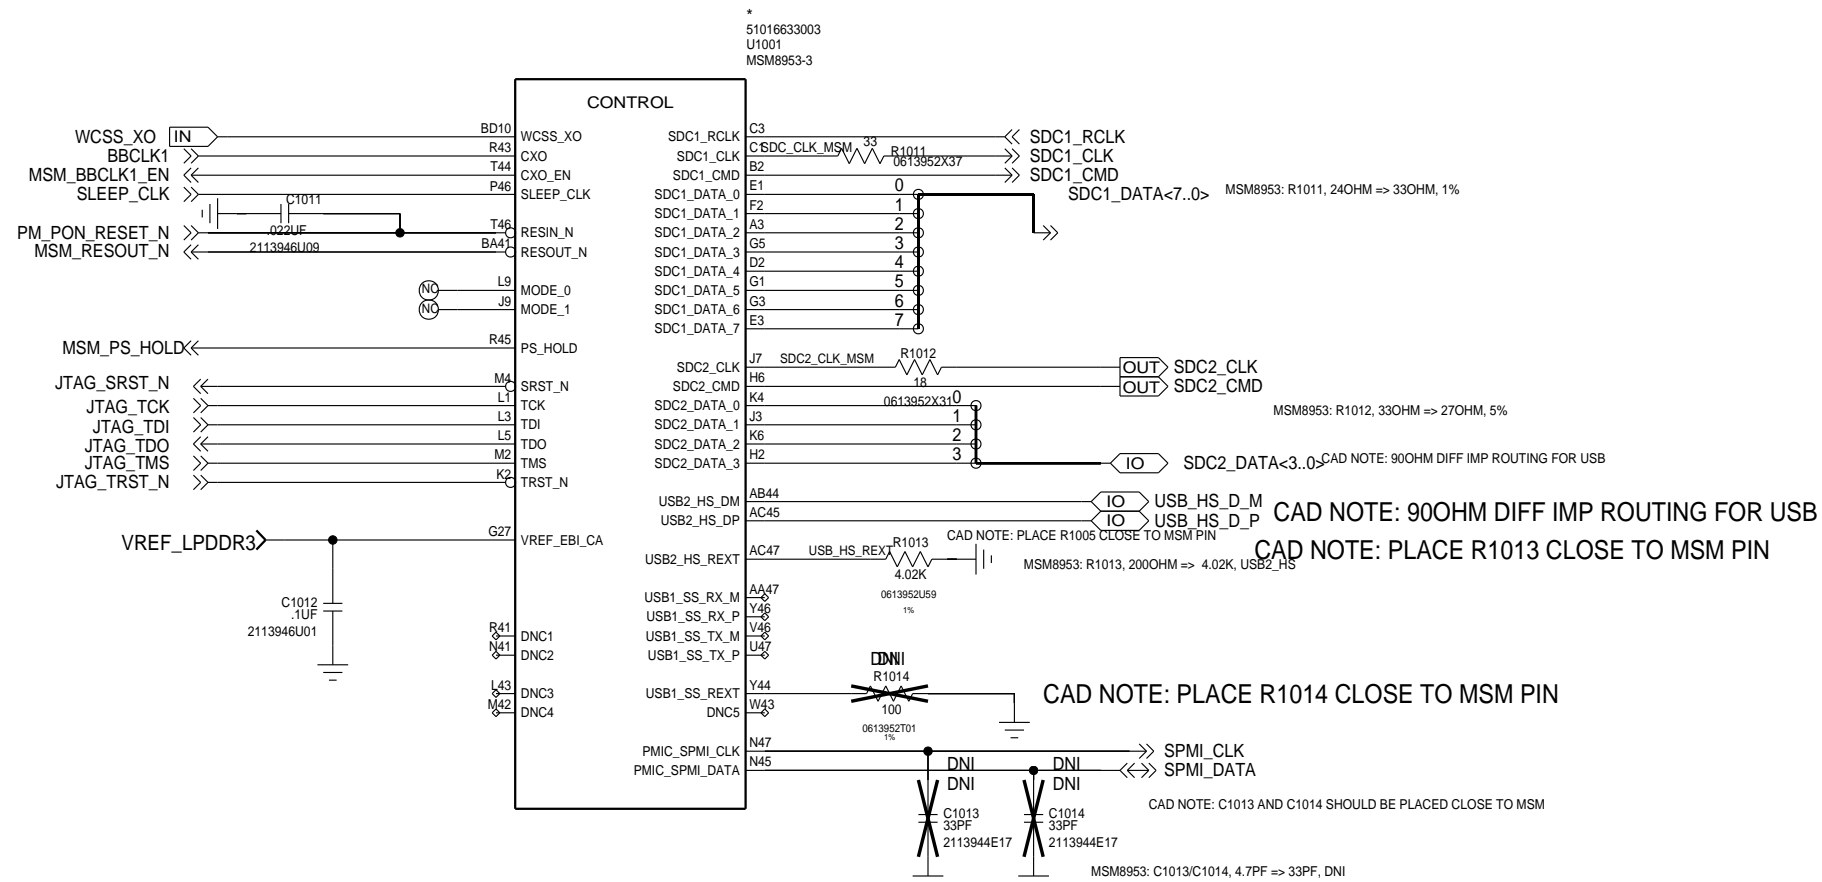 *
51016633003
U1001
MSM8953-3
CONTROL
WCSS_XO IN BD10 WCSS_XO
BBCLK1 R43 CXO
MSM_BBCLK1_EN T44 CXO_EN
SLEEP_CLK P46 SLEEP_CLK
C1011
.022UF
2113946U09
PM_PON_RESET_N T46 RESIN_N
MSM_RESOUT_N BA41 RESOUT_N
NC L9 MODE_0
NC J9 MODE_1
MSM_PS_HOLD R45 PS_HOLD
JTAG_SRST_N M4 SRST_N
JTAG_TCK L1 TCK
JTAG_TDI L3 TDI
JTAG_TDO L5 TDO
JTAG_TMS M2 TMS
JTAG_TRST_N K2 TRST_N
VREF_LPDDR3 G27 VREF_EBI_CA
C1012
.1UF
2113946U01
R41 DNC1
N41 DNC2
L43 DNC3
M42 DNC4
SDC1_RCLK C3 SDC1_RCLK
SDC1_CLK C1 SDC_CLK_MSM 33 R1011 0613952X37 SDC1_CLK
SDC1_CMD B2 SDC1_CMD
SDC1_DATA_0 E1 0 SDC1_DATA<7..0>
MSM8953: R1011, 24OHM => 33OHM, 1%
SDC1_DATA_1 F2 1
SDC1_DATA_2 A3 2
SDC1_DATA_3 G5 3
SDC1_DATA_4 D2 4
SDC1_DATA_5 G1 5
SDC1_DATA_6 G3 6
SDC1_DATA_7 E3 7
SDC2_CLK J7 SDC2_CLK_MSM R1012 18 0613952X31 OUT SDC2_CLK
SDC2_CMD H6 OUT SDC2_CMD
MSM8953: R1012, 33OHM => 27OHM, 5%
SDC2_DATA_0 K4 0
SDC2_DATA_1 J3 1
SDC2_DATA_2 K6 2
SDC2_DATA_3 H2 3 IO SDC2_DATA<3..0>
CAD NOTE: 90OHM DIFF IMP ROUTING FOR USB
USB2_HS_DM AB44 IO USB_HS_D_M
USB2_HS_DP AC45 IO USB_HS_D_P
CAD NOTE: 90OHM DIFF IMP ROUTING FOR USB
CAD NOTE: PLACE R1005 CLOSE TO MSM PIN
CAD NOTE: PLACE R1013 CLOSE TO MSM PIN
USB2_HS_REXT AC47 USB_HS_REXT R1013
4.02K
0613952U59
1%
MSM8953: R1013, 200OHM => 4.02K, USB2_HS
USB1_SS_RX_M AA47
USB1_SS_RX_P Y46
USB1_SS_TX_M V46
USB1_SS_TX_P U47
DNI
DNI
R1014
USB1_SS_REXT Y44
100
0613952T01
1%
CAD NOTE: PLACE R1014 CLOSE TO MSM PIN
DNC5 W43
PMIC_SPMI_CLK N47 SPMI_CLK
PMIC_SPMI_DATA N45 SPMI_DATA
DNI
DNI
C1013
33PF
2113944E17
DNI
DNI
C1014
33PF
2113944E17
CAD NOTE: C1013 AND C1014 SHOULD BE PLACED CLOSE TO MSM
MSM8953: C1013/C1014, 4.7PF => 33PF, DNI